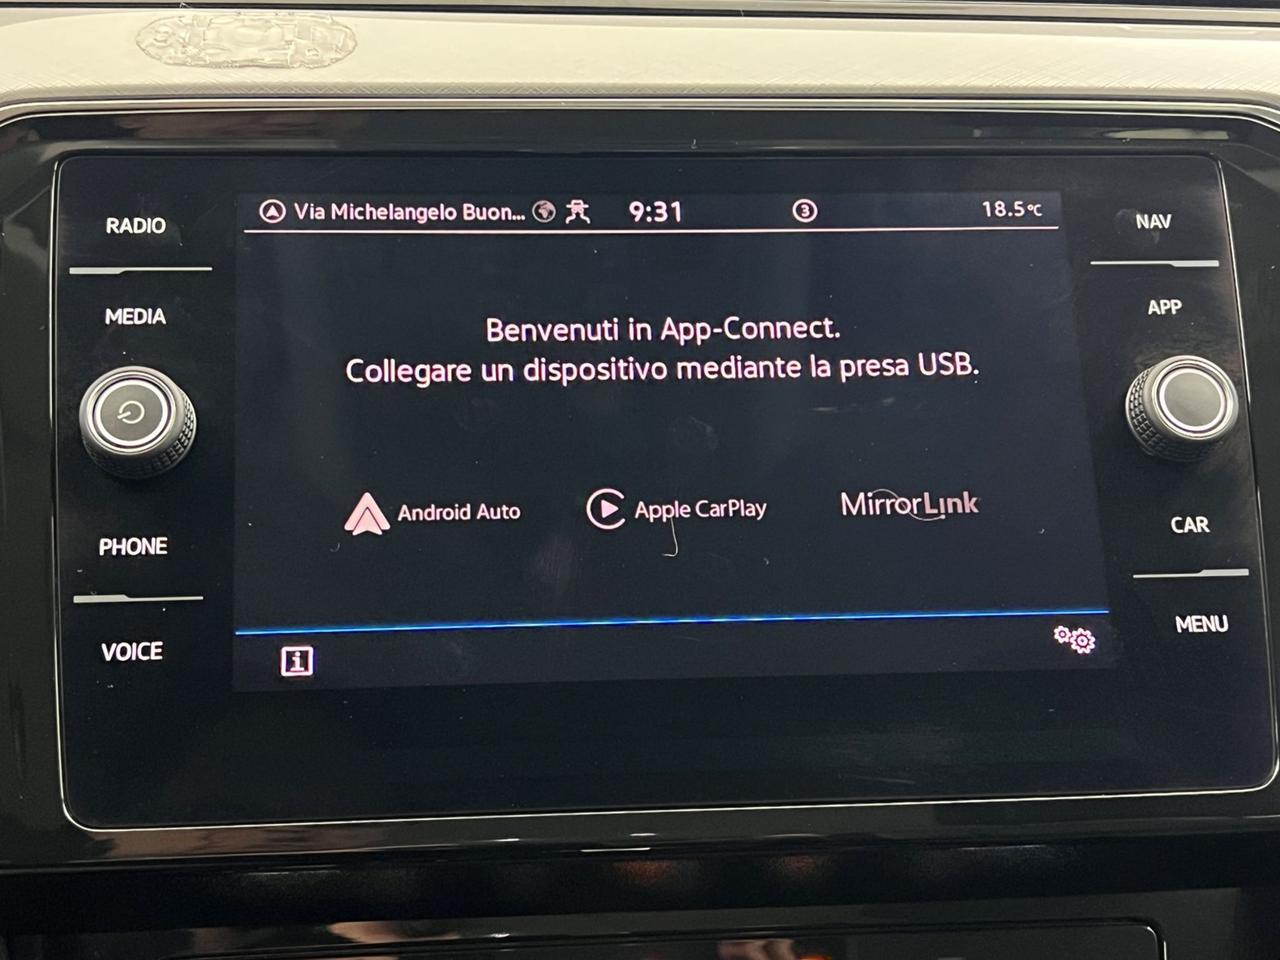 Via Michelangelo Buon... 9:31 3 18.5°C
RADIO
MEDIA
PHONE
VOICE
Benvenuti in App-Connect.
Collegare un dispositivo mediante la presa USB.
Android Auto
Apple CarPlay
MirrorLink
i
NAV
APP
CAR
MENU